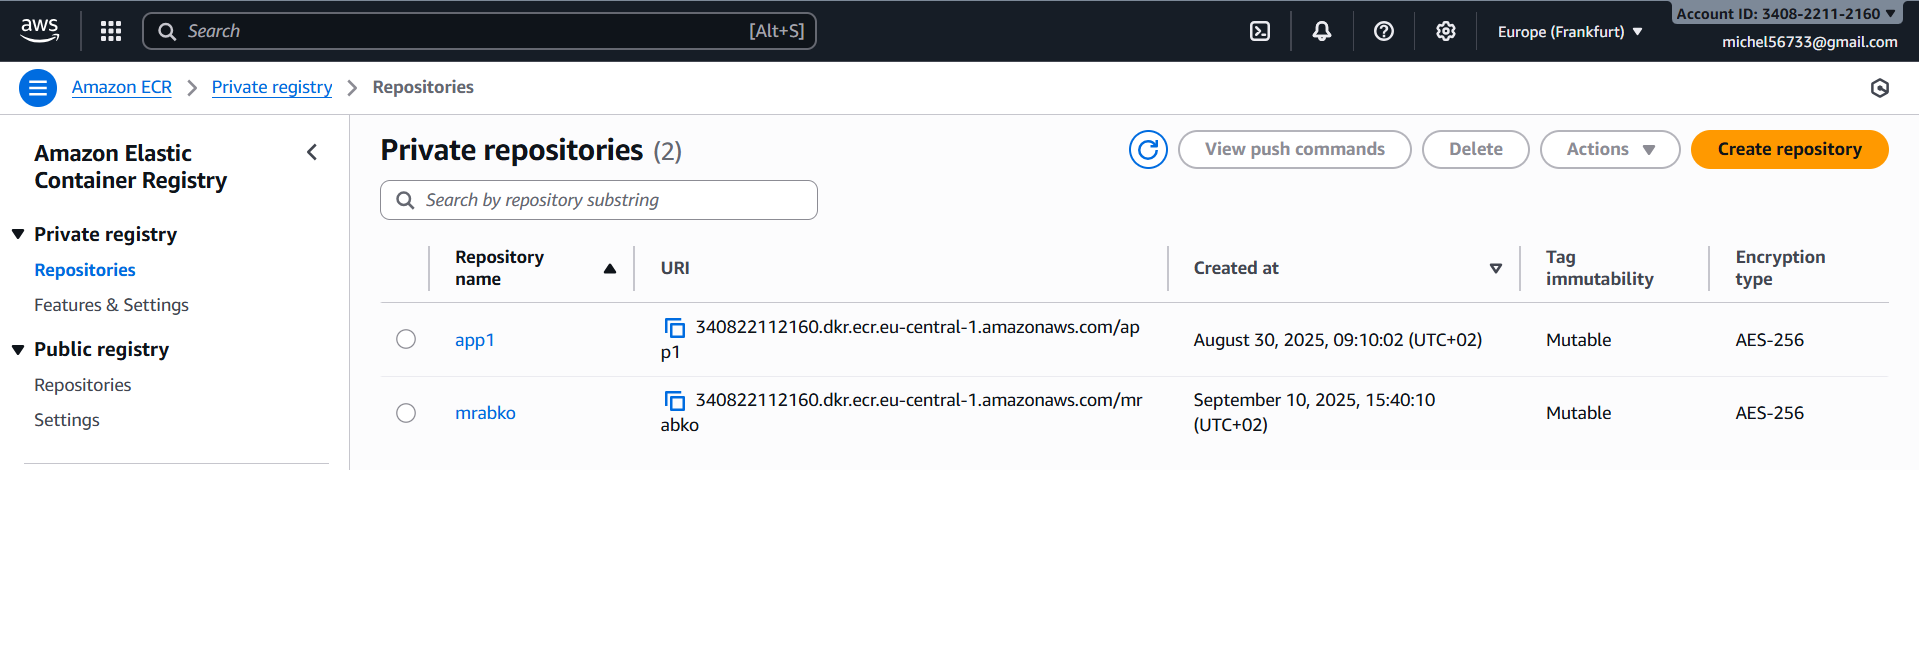 aws
Search [Alt+S]
Europe (Frankfurt)
Account ID: 3408-2211-2160
michel56733@gmail.com
Amazon ECR
Private registry
Repositories
Amazon Elastic
Container Registry
Private registry
Repositories
Features & Settings
Public registry
Repositories
Settings
Private repositories (2)
View push commands
Delete
Actions
Create repository
Search by repository substring
Repository
name
URI
Created at
Tag
immutability
Encryption
type
app1
340822112160.dkr.ecr.eu-central-1.amazonaws.com/ap
p1
August 30, 2025, 09:10:02 (UTC+02)
Mutable
AES-256
mrabko
340822112160.dkr.ecr.eu-central-1.amazonaws.com/mr
abko
September 10, 2025, 15:40:10
(UTC+02)
Mutable
AES-256